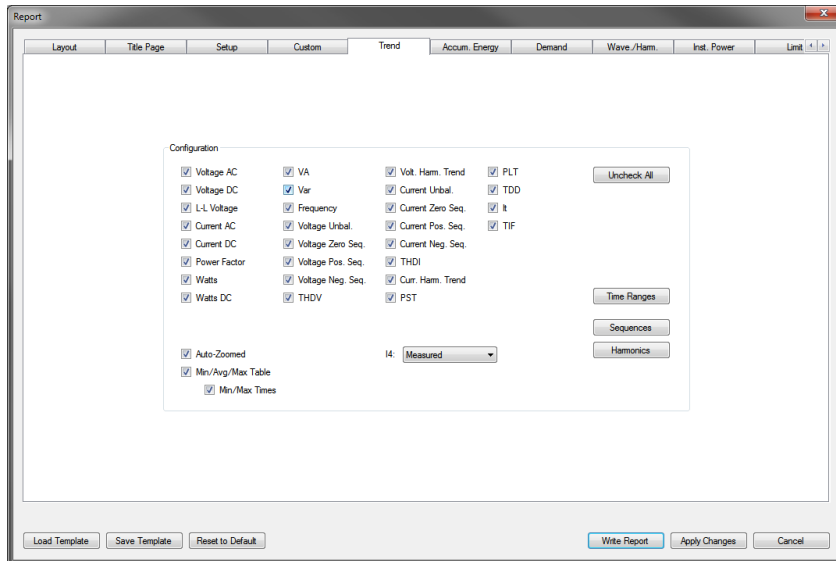 Report
Layout Title Page Setup Custom Trend Accum. Energy Demand Wave./Harm. Inst. Power Limit
Configuration
Voltage AC VA Volt. Harm. Trend PLT Uncheck All
Voltage DC Var Current Unbal. TDD
L-L Voltage Frequency Current Zero Seq. It
Current AC Voltage Unbal. Current Pos. Seq. TIF
Current DC Voltage Zero Seq. Current Neg. Seq.
Power Factor Voltage Pos. Seq. THDI
Watts Voltage Neg. Seq. Curr. Harm. Trend
Watts DC THDV PST Time Ranges
Sequences
Auto-Zoomed I4: Measured Harmonics
Min/Avg/Max Table
Min/Max Times
Load Template Save Template Reset to Default Write Report Apply Changes Cancel